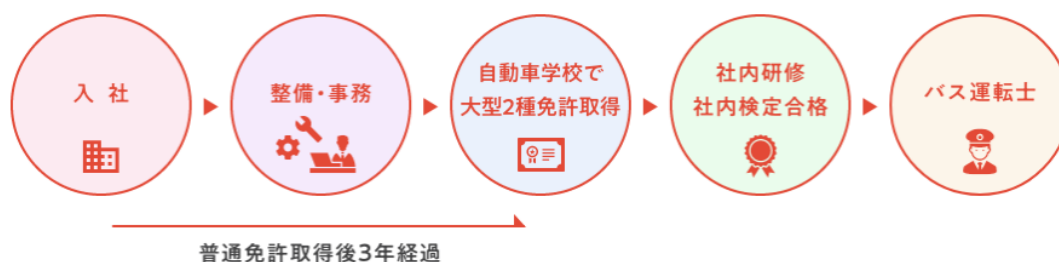 入 社
整備・事務
自動車学校で
大型2種免許取得
社内研修
社内検定合格
バス運転士
普通免許取得後3年経過